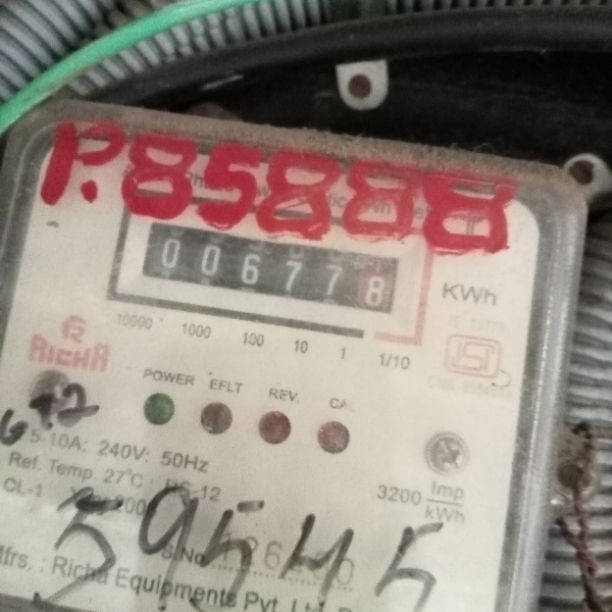 P.85888
006778
KWh
10000 1000 100 10 1 1/10
RICHA
POWER EFLT REV. CAL
5-10A: 240V: 50Hz
Ref. Temp. 27°C
CL-1
3200 Imp/kWh
59545
S.No.
Mfrs. : Richa Equipments Pvt. Ltd.